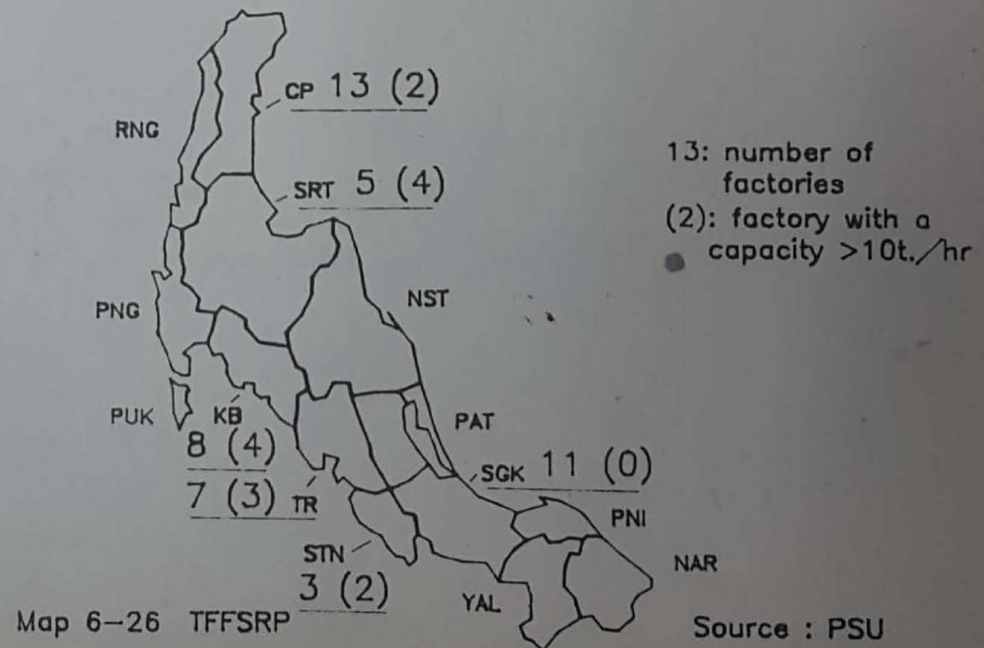 CP 13 (2)
RNG
13: number of
factories
SRT 5 (4)
(2): factory with a
capacity >10t./hr
NST
PNG
PUK
KB
PAT
8 (4)
SGK 11 (0)
7 (3) TR
PNI
STN
NAR
3 (2)
YAL
Map 6-26 TFFSRP
Source : PSU